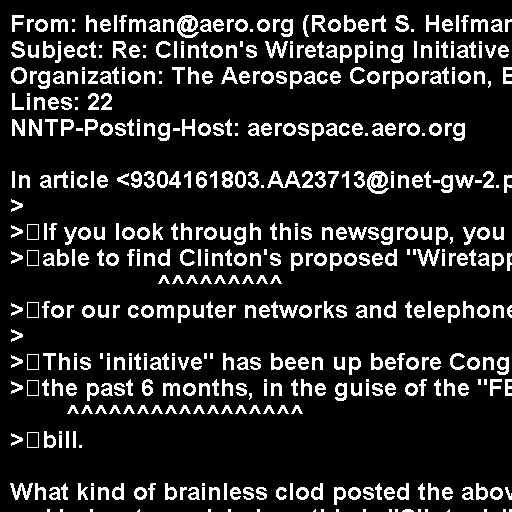 From: helfman@aero.org (Robert S. Helfman
Subject: Re: Clinton's Wiretapping Initiative
Organization: The Aerospace Corporation, E
Lines: 22
NNTP-Posting-Host: aerospace.aero.org

In article <9304161803.AA23713@inet-gw-2.p
>
>□If you look through this newsgroup, you
>□able to find Clinton's proposed "Wiretapp
^^^^^^^^^
>□for our computer networks and telephone
>
>□This 'initiative" has been up before Cong
>□the past 6 months, in the guise of the "FB
^^^^^^^^^^^^^^^^^
>□bill.

What kind of brainless clod posted the abov